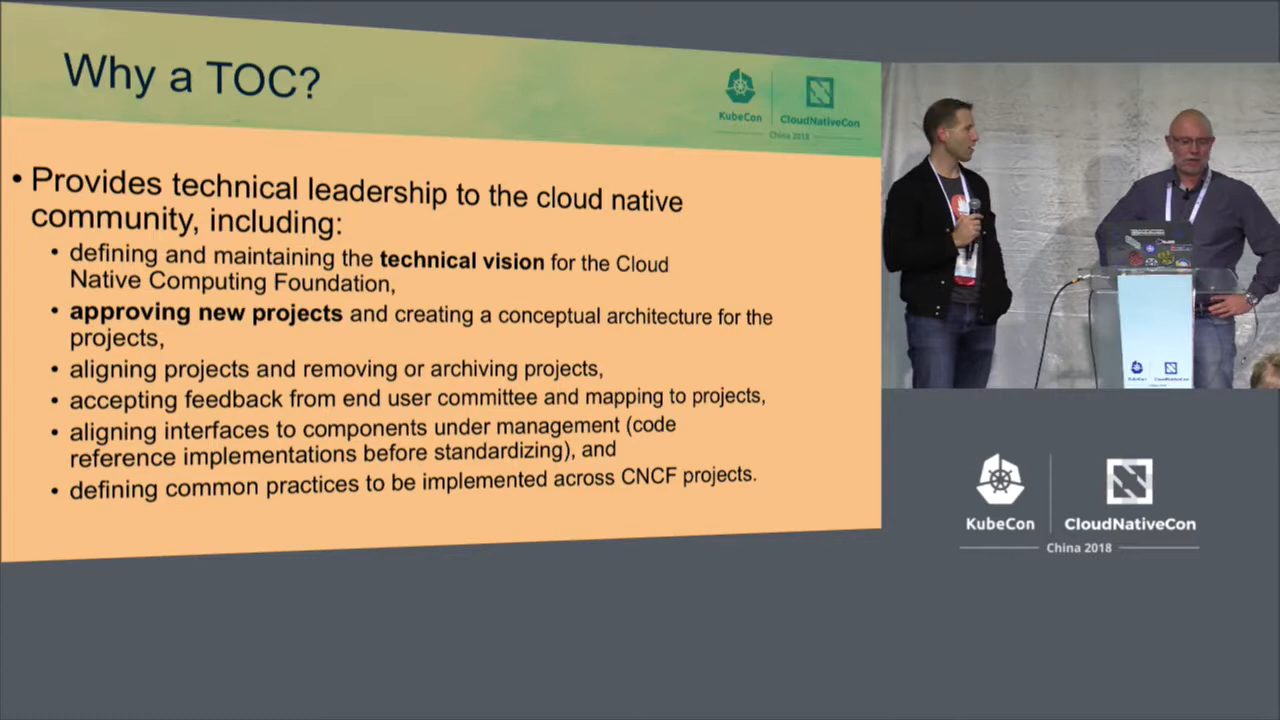 Why a TOC?
KubeCon
CloudNativeCon
China 2018
• Provides technical leadership to the cloud native
community, including:
• defining and maintaining the technical vision for the Cloud
Native Computing Foundation,
• approving new projects and creating a conceptual architecture for the
projects,
• aligning projects and removing or archiving projects,
• accepting feedback from end user committee and mapping to projects,
• aligning interfaces to components under management (code
reference implementations before standardizing), and
• defining common practices to be implemented across CNCF projects.
KubeCon
CloudNativeCon
China 2018